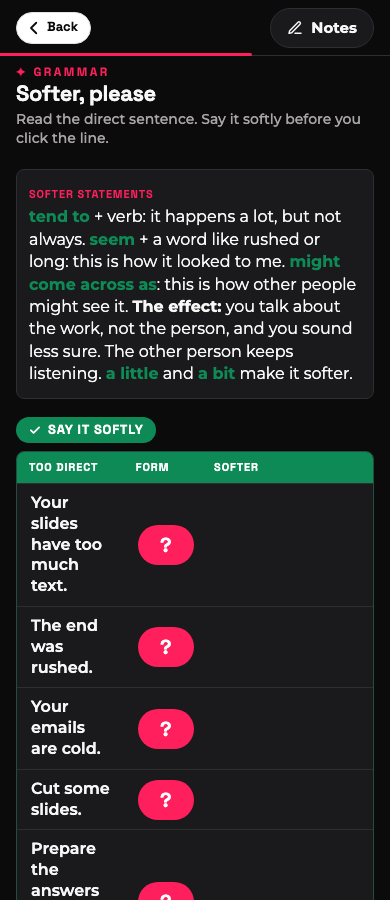 Back
Notes
GRAMMAR
Softer, please
Read the direct sentence. Say it softly before you
click the line.
SOFTER STATEMENTS
tend to + verb: it happens a lot, but not
always. seem + a word like rushed or
long: this is how it looked to me. might
come across as: this is how other people
might see it. The effect: you talk about
the work, not the person, and you sound
less sure. The other person keeps
listening. a little and a bit make it softer.
SAY IT SOFTLY
TOO DIRECT FORM SOFTER
Your
slides
have too
much
text.
?
The end
was
rushed.
?
Your
emails
are cold.
?
Cut some
slides.
?
Prepare
the
answers
?